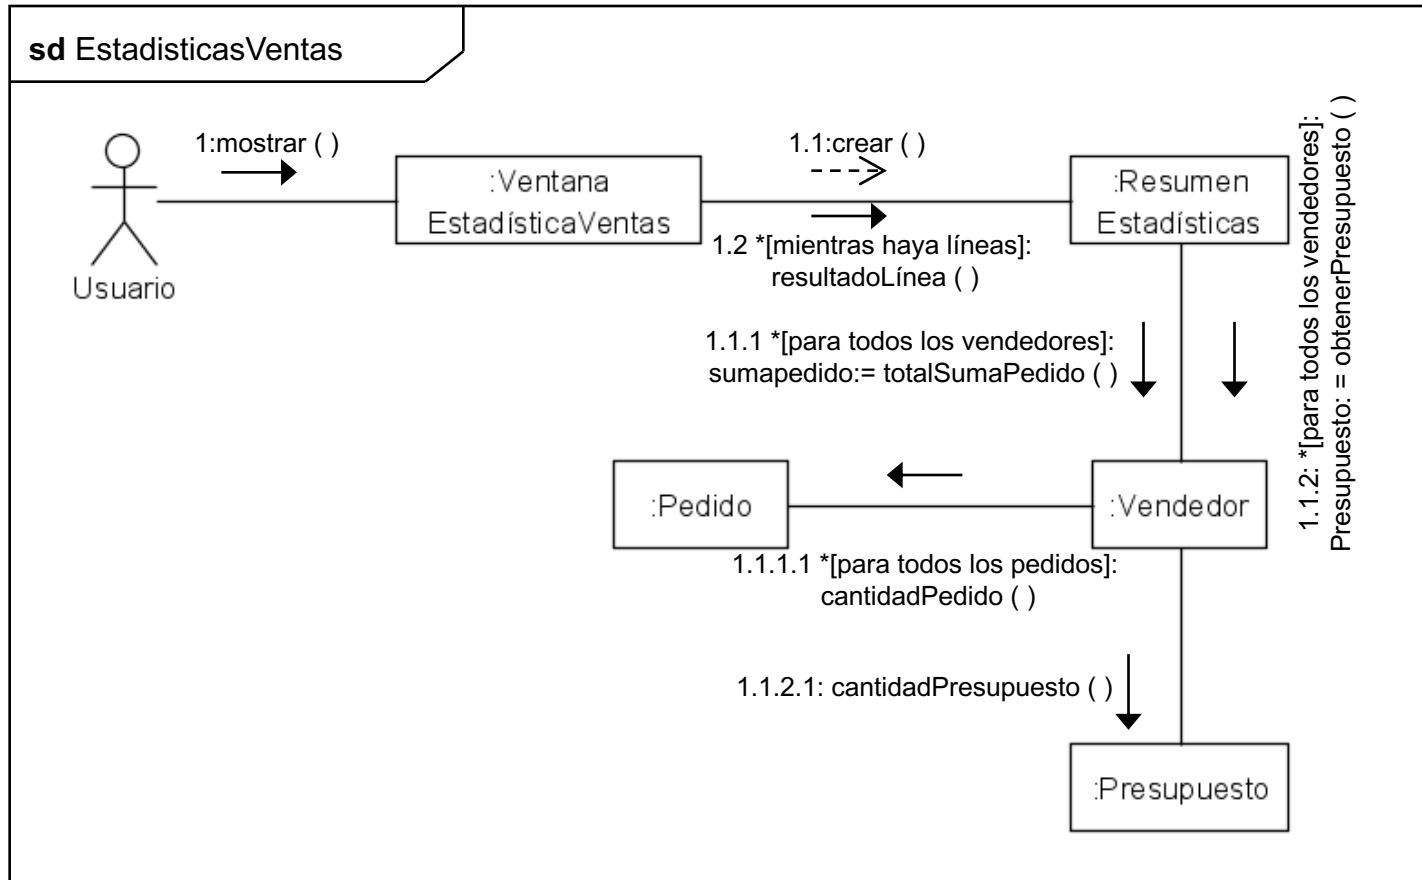 sd EstadisticasVentas
1:mostrar ( )
1.1:crear ( )
:Ventana
EstadísticaVentas
:Resumen
Estadísticas
Usuario
1.2 *[mientras haya líneas]:
resultadoLínea ( )
1.1.1 *[para todos los vendedores]:
sumapedido:= totalSumaPedido ( )
1.1.2: *[para todos los vendedores]:
Presupuesto: = obtenerPresupuesto ( )
:Pedido
:Vendedor
1.1.1.1 *[para todos los pedidos]:
cantidadPedido ( )
1.1.2.1: cantidadPresupuesto ( )
:Presupuesto